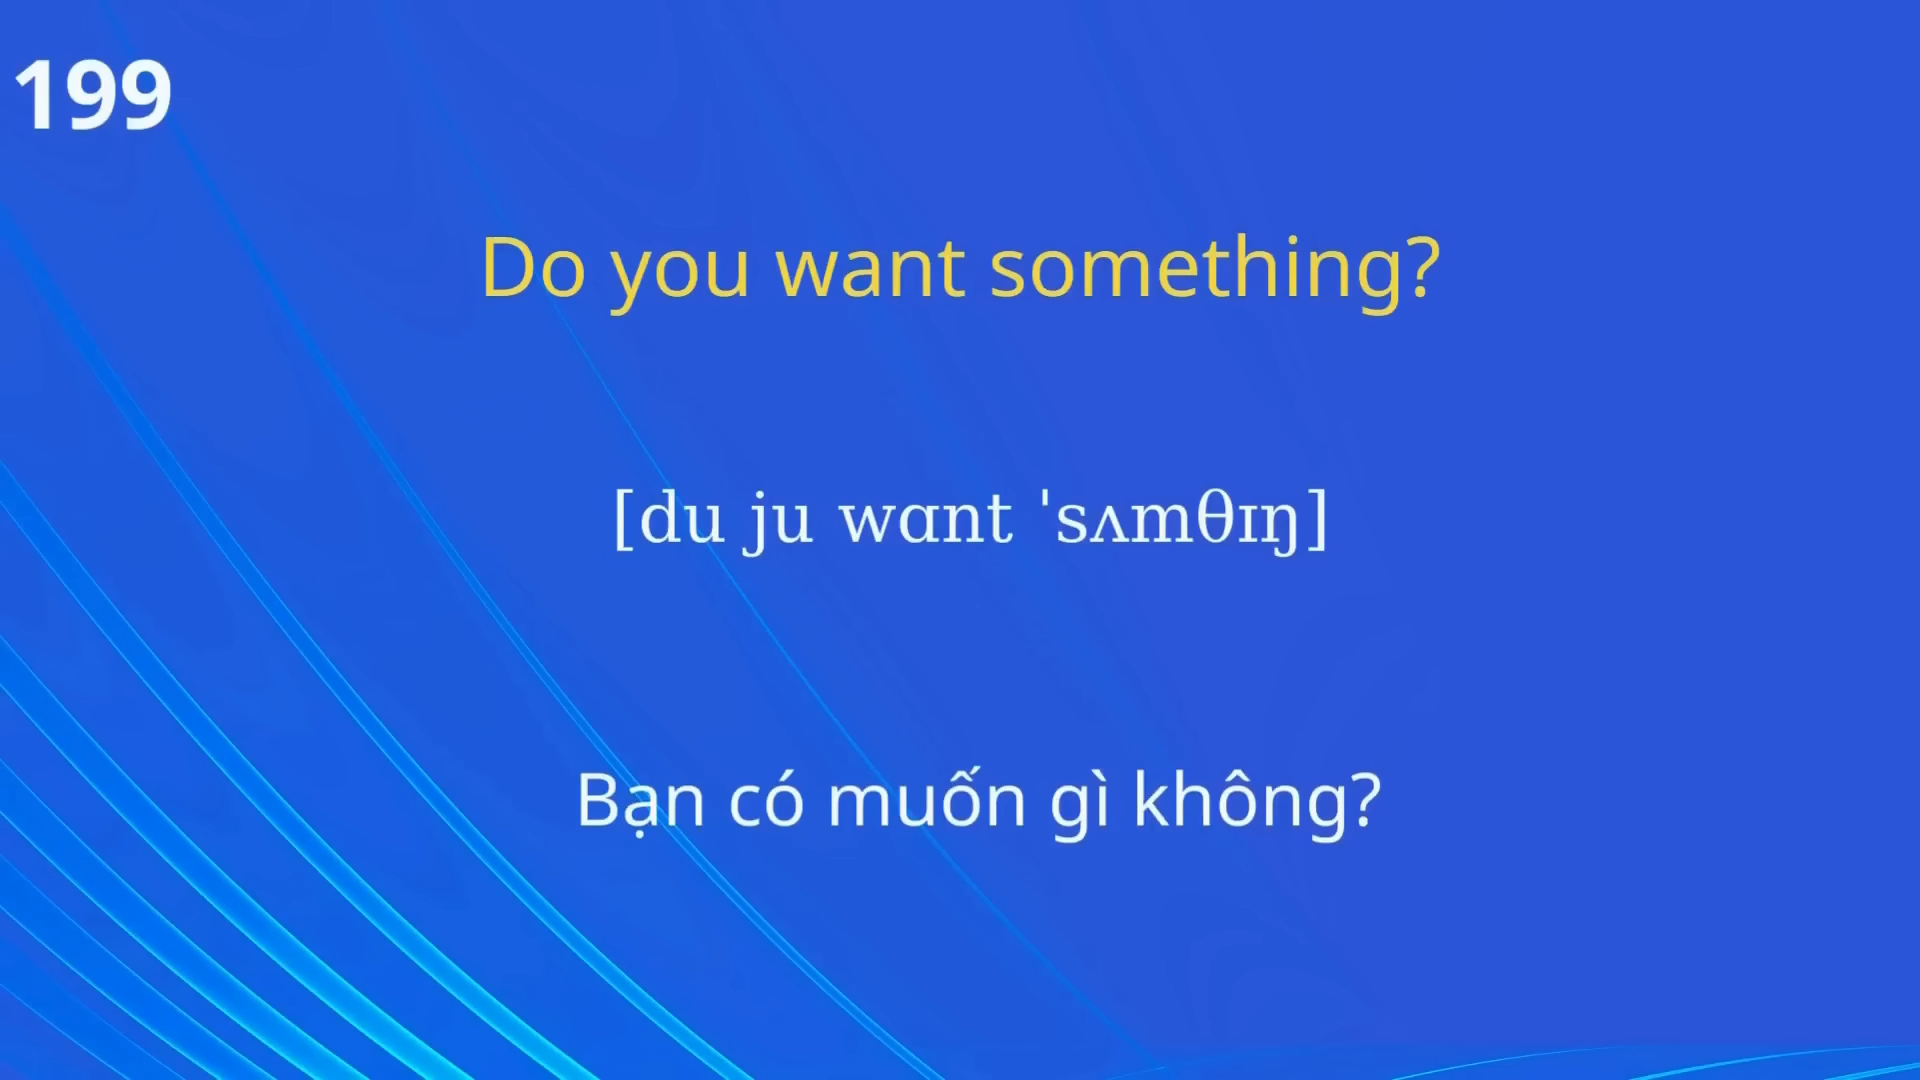 199
Do you want something?
[du ju wɑnt ˈsʌmθɪŋ]
Bạn có muốn gì không?